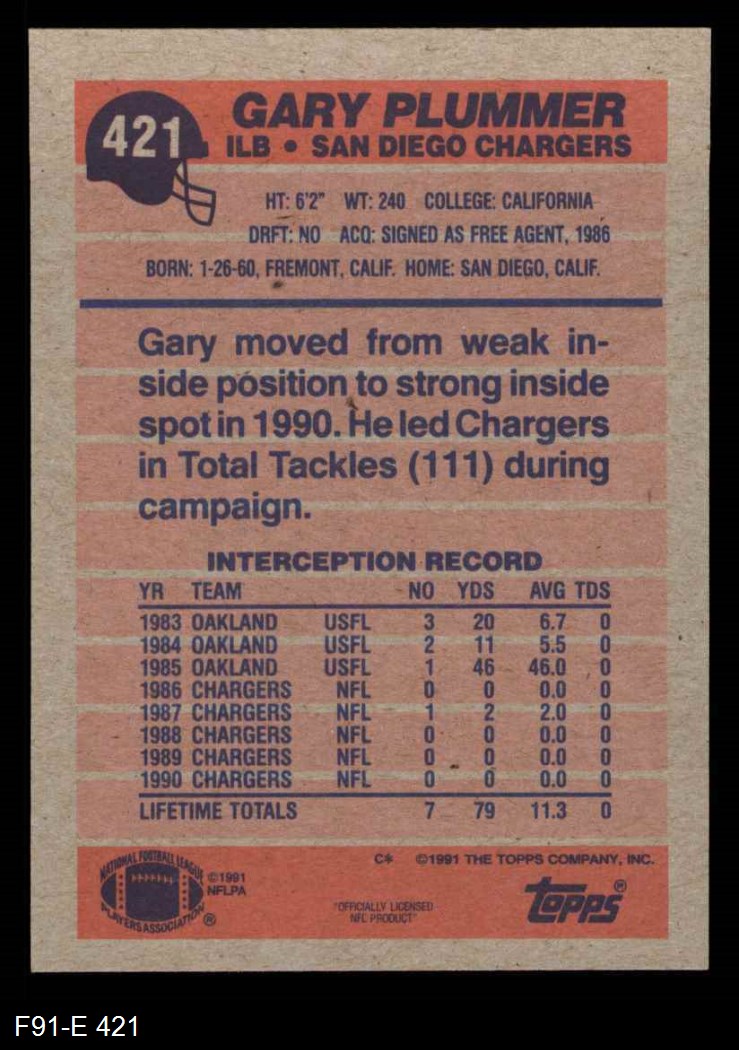 421
GARY PLUMMER
ILB • SAN DIEGO CHARGERS
HT: 6'2" WT: 240 COLLEGE: CALIFORNIA
DRFT: NO ACQ: SIGNED AS FREE AGENT, 1986
BORN: 1-26-60, FREMONT, CALIF. HOME: SAN DIEGO, CALIF.
Gary moved from weak in-
side position to strong inside
spot in 1990. He led Chargers
in Total Tackles (111) during
campaign.
INTERCEPTION RECORD
YR TEAM NO YDS AVG TDS
1983 OAKLAND USFL 3 20 6.7 0
1984 OAKLAND USFL 2 11 5.5 0
1985 OAKLAND USFL 1 46 46.0 0
1986 CHARGERS NFL 0 0 0.0 0
1987 CHARGERS NFL 1 2 2.0 0
1988 CHARGERS NFL 0 0 0.0 0
1989 CHARGERS NFL 0 0 0.0 0
1990 CHARGERS NFL 0 0 0.0 0
LIFETIME TOTALS 7 79 11.3 0
C* ©1991 THE TOPPS COMPANY, INC.
NATIONAL FOOTBALL LEAGUE
PLAYERS ASSOCIATION ®
©1991
NFLPA
"OFFICIALLY LICENSED
NFL PRODUCT"
topps®
F91-E 421